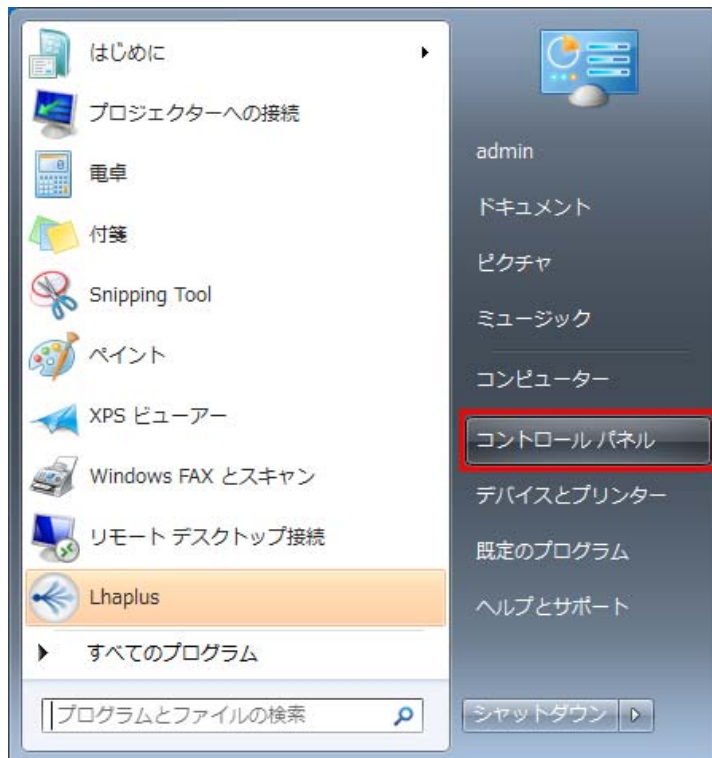 はじめに
プロジェクターへの接続
電卓
付箋
Snipping Tool
ペイント
XPS ビューアー
Windows FAX とスキャン
リモート デスクトップ接続
Lhaplus
すべてのプログラム
プログラムとファイルの検索
admin
ドキュメント
ピクチャ
ミュージック
コンピューター
コントロール パネル
デバイスとプリンター
既定のプログラム
ヘルプとサポート
シャットダウン